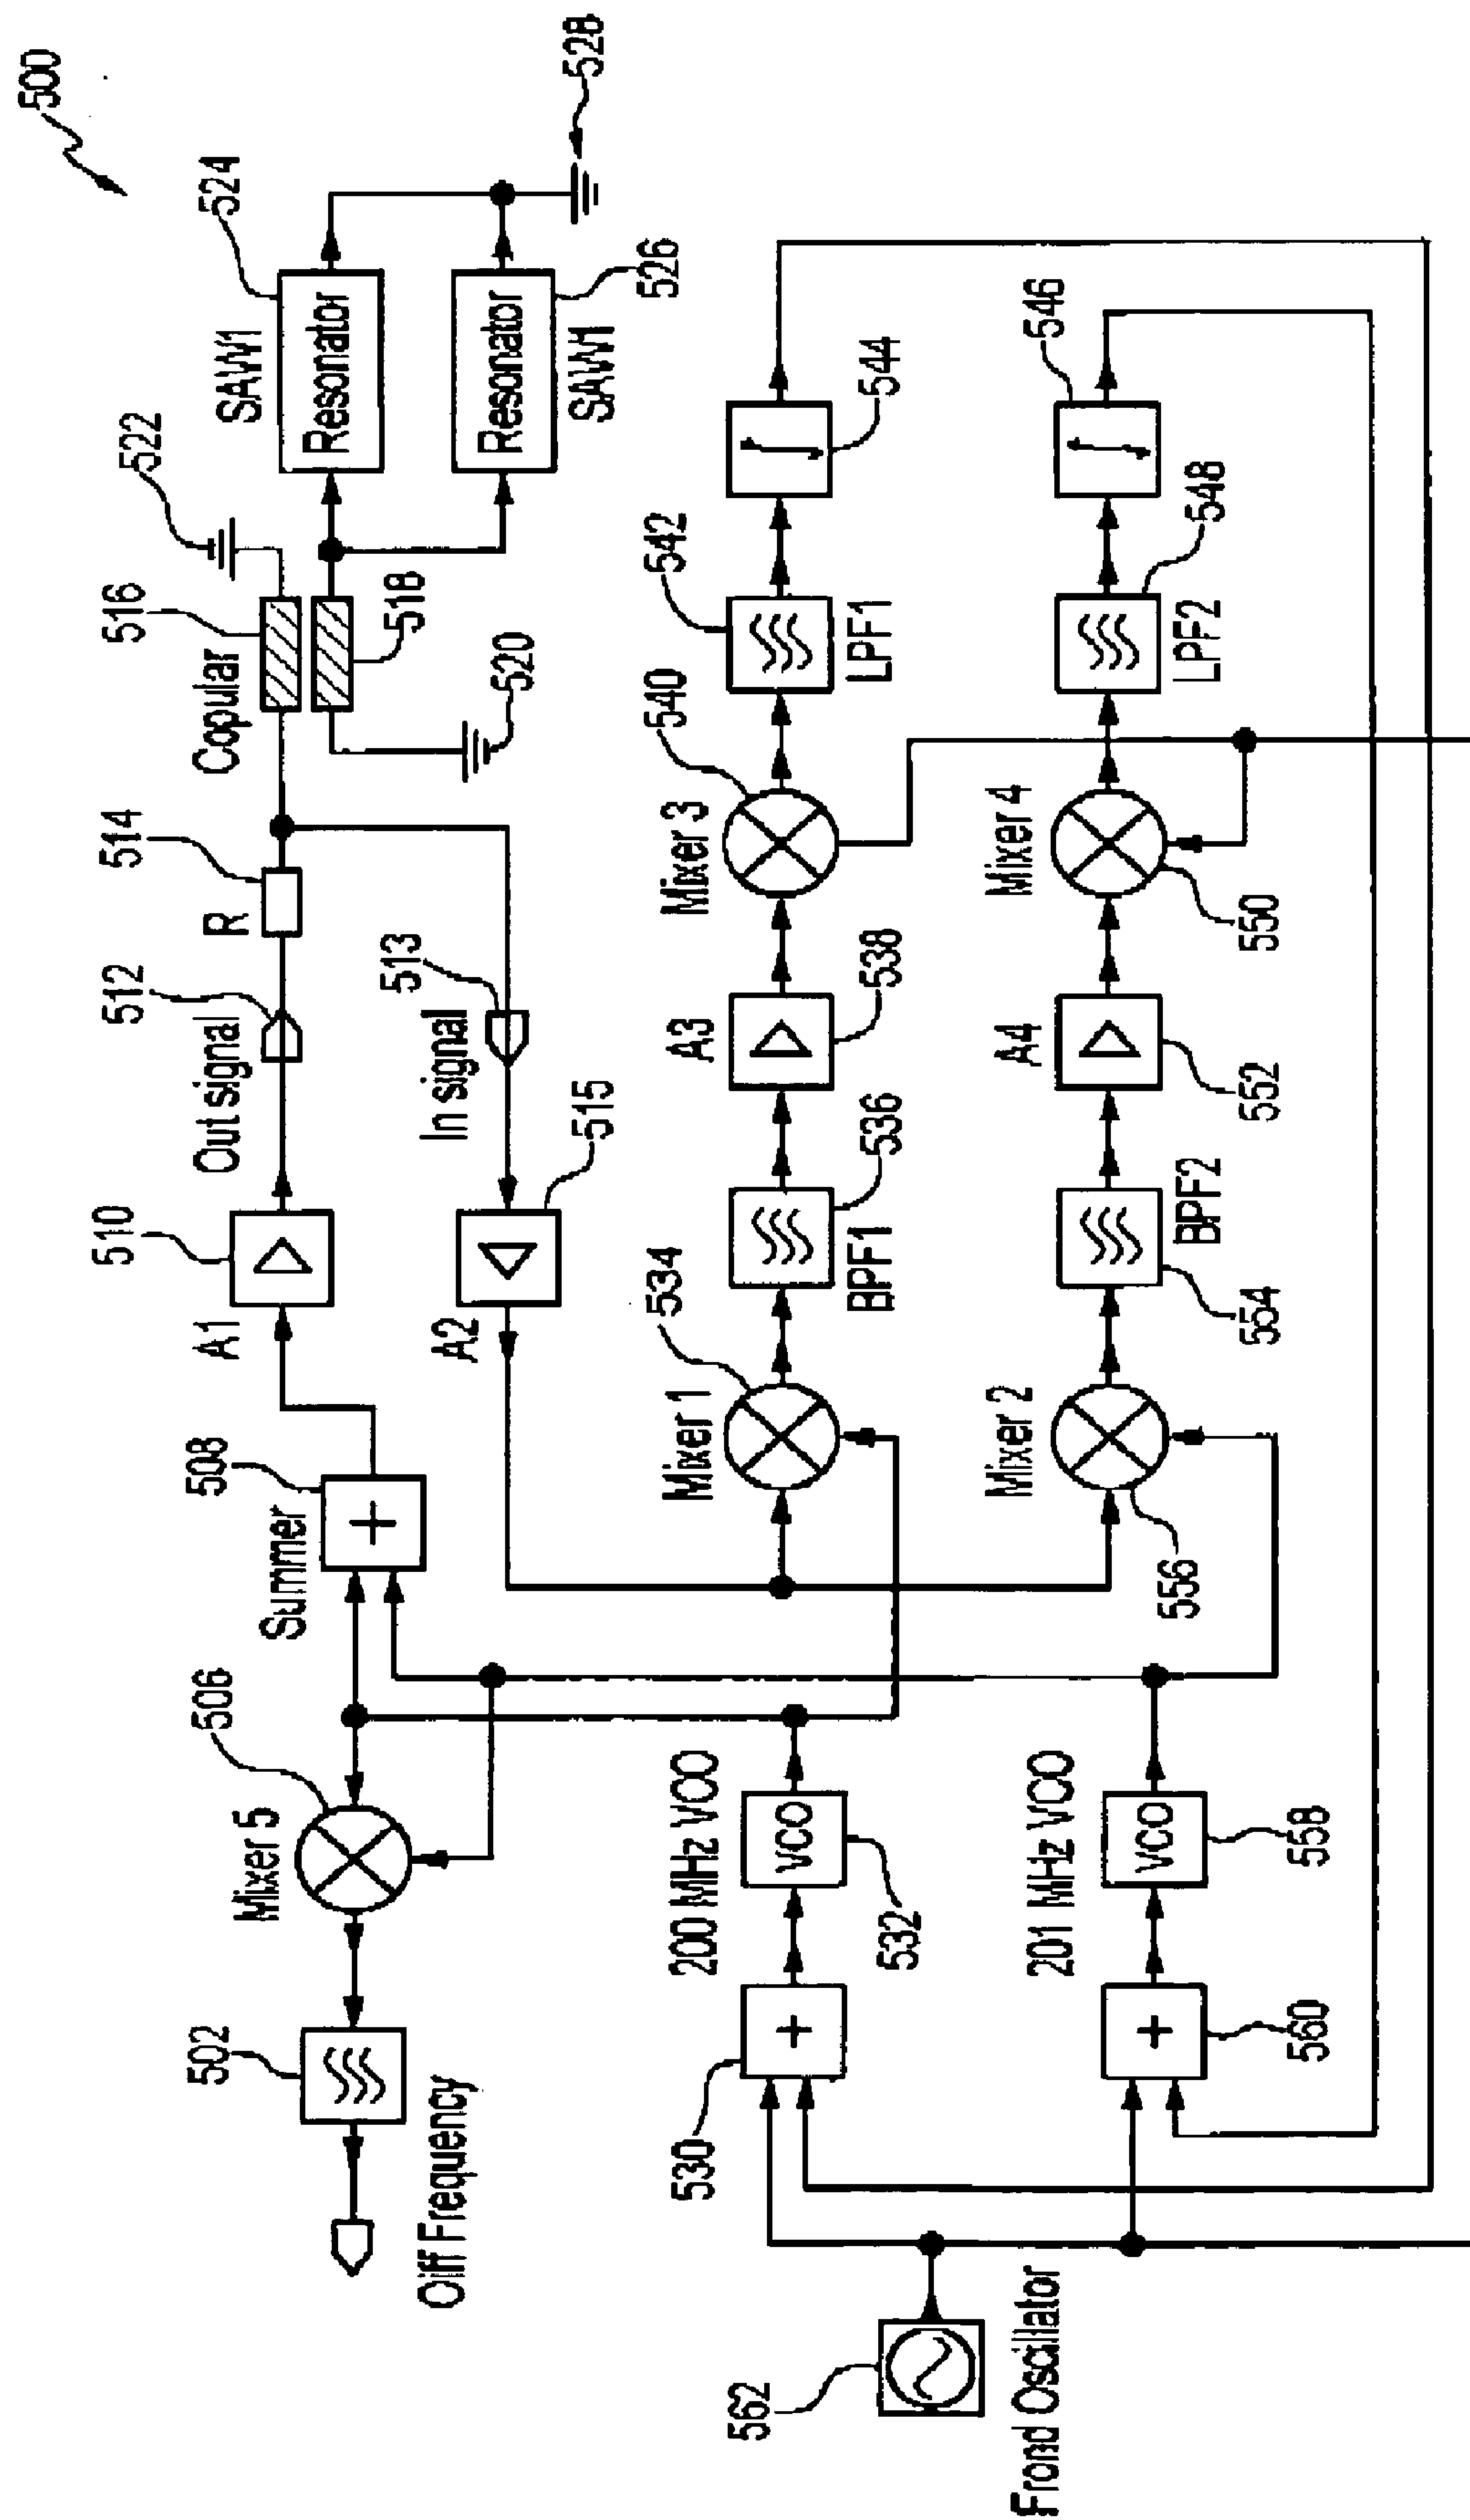 500
502
Diff Frequency
Mixer 5
506
Summer
508
A1
510
Out signal
512
R
514
Copular
516
522
SAW1
524
Resonator
528
518
520
Resonator
SAW1
526
In signal
513
A2
515
200 MHz VCO
VCO
530
532
Mixer 1
534
BPF1
536
A3
538
Mixer 3
540
542
LPF1
544
201 MHz VCO
VCO
558
560
Mixer 2
556
554
BPF2
A4
552
Mixer 4
550
LPF2
548
546
562
Frond Oscillator